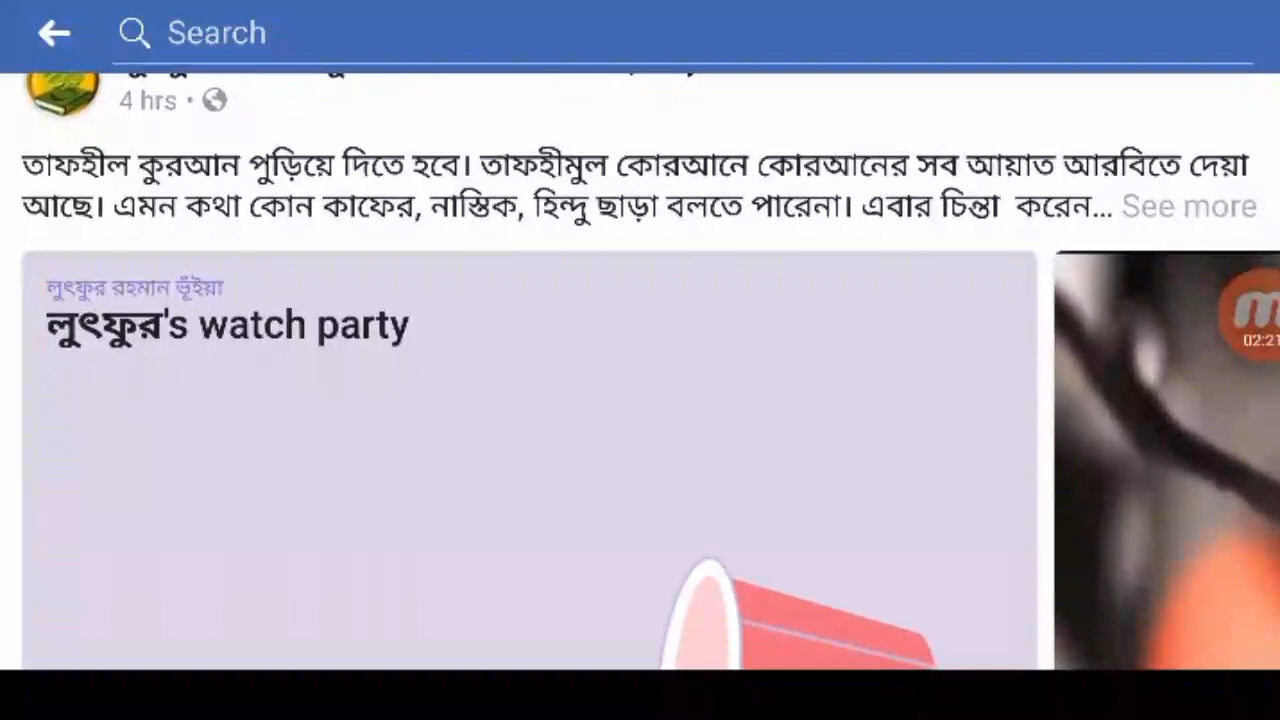 Search
4 hrs
তাফহীল কুরআন পুড়িয়ে দিতে হবে। তাফহীমুল কোরআনে কোরআনের সব আয়াত আরবিতে দেয়া
আছে। এমন কথা কোন কাফের, নাস্তিক, হিন্দু ছাড়া বলতে পারেনা। এবার চিন্তা করেন... See more
লুৎফুর রহমান ভূঁইয়া
লুৎফুর's watch party
02:21